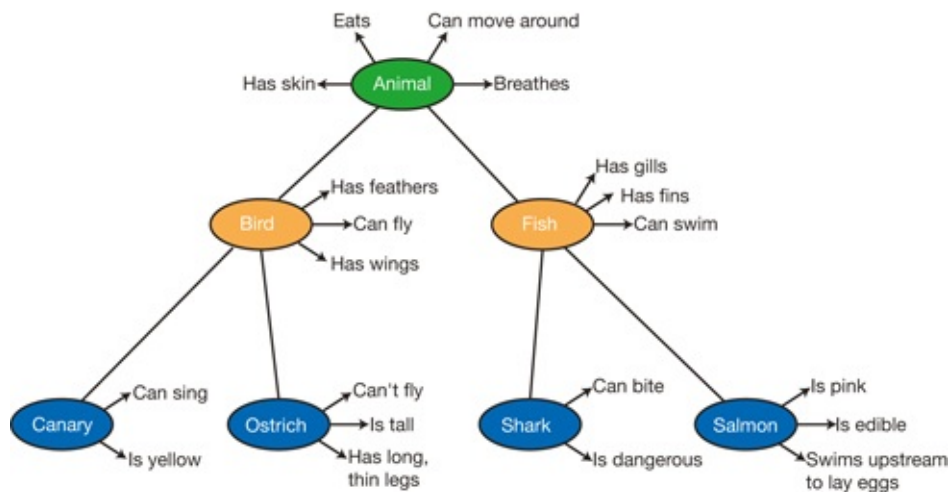 Eats
Can move around
Has skin
Animal
Breathes
Has gills
Has feathers
Has fins
Bird
Can fly
Fish
Can swim
Has wings
Can sing
Can't fly
Can bite
Is pink
Canary
Ostrich
Is tall
Shark
Salmon
Is edible
Is yellow
Has long,
thin legs
Is dangerous
Swims upstream
to lay eggs